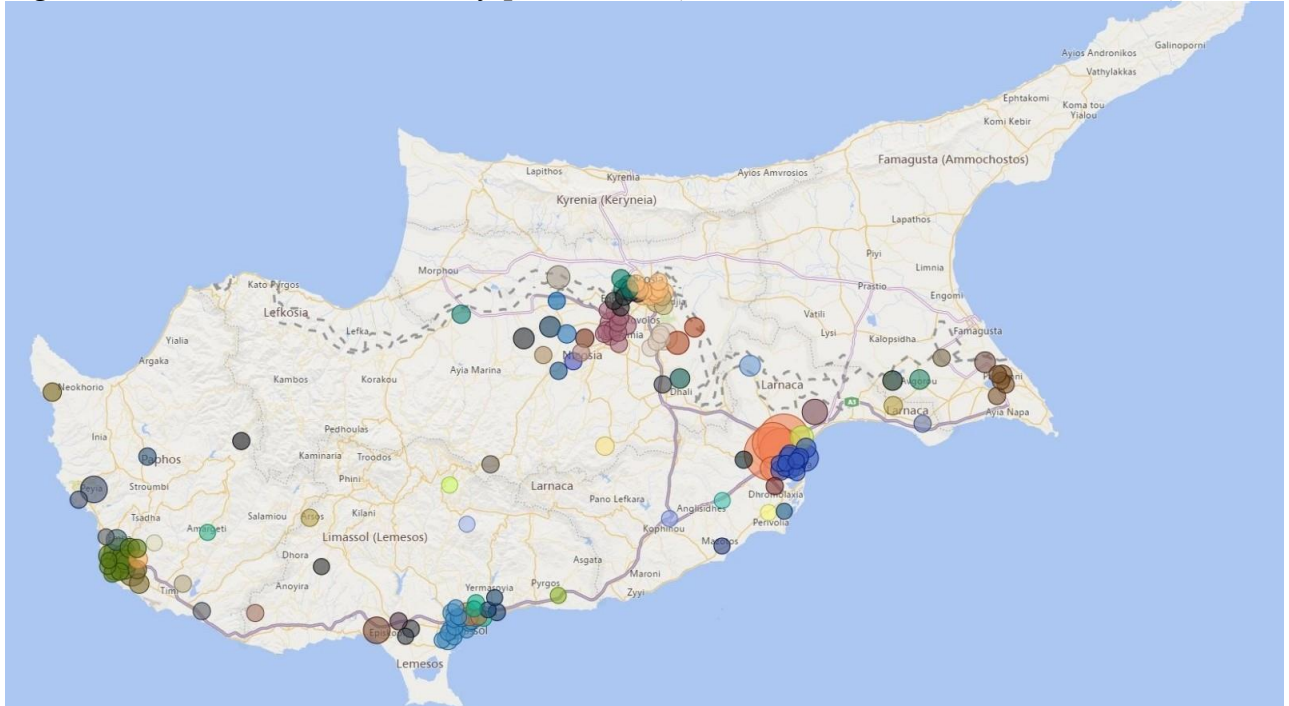 Galinoporni
Ayios Andronikos
Vathylakkas
Ephtakomi
Koma tou
Yialou
Komi Kebir
Famagusta (Ammochostos)
Lapithos
Kyrenia
Ayios Amvrosios
Kyrenia (Keryneia)
Lapathos
Piyi
Limnia
Morphou
Kato Pyrgos
Prastio
Engomi
Lefkosia
Vatili
Lefka
Lysi
Kalopsidha
Famagusta
Yialia
Argaka
Ayia Marina
Neokhorio
Kambos
Korakou
Dhali
Larnaca
A3
Larnaca
Ayia Napa
Inia
Pedhoulas
Paphos
Kaminaria
Troodos
Peyia
Stroumbi
Phini
Larnaca
Pano Lefkara
Dhromolaxia
Anglisidhes
Tsadha
Salamiou
Arsos
Kilani
Kophinou
Perivolia
Limassol (Lemesos)
Dhora
Asgata
Anoyira
Yermasoyia
Pyrgos
Maroni
Zyyi
Lemesos